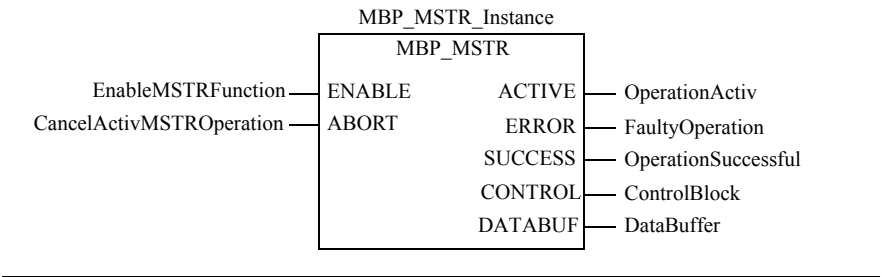 MBP_MSTR_Instance
MBP_MSTR
EnableMSTRFunction ENABLE ACTIVE OperationActiv
CancelActivMSTROperation ABORT ERROR FaultyOperation
SUCCESS OperationSuccessful
CONTROL ControlBlock
DATABUF DataBuffer